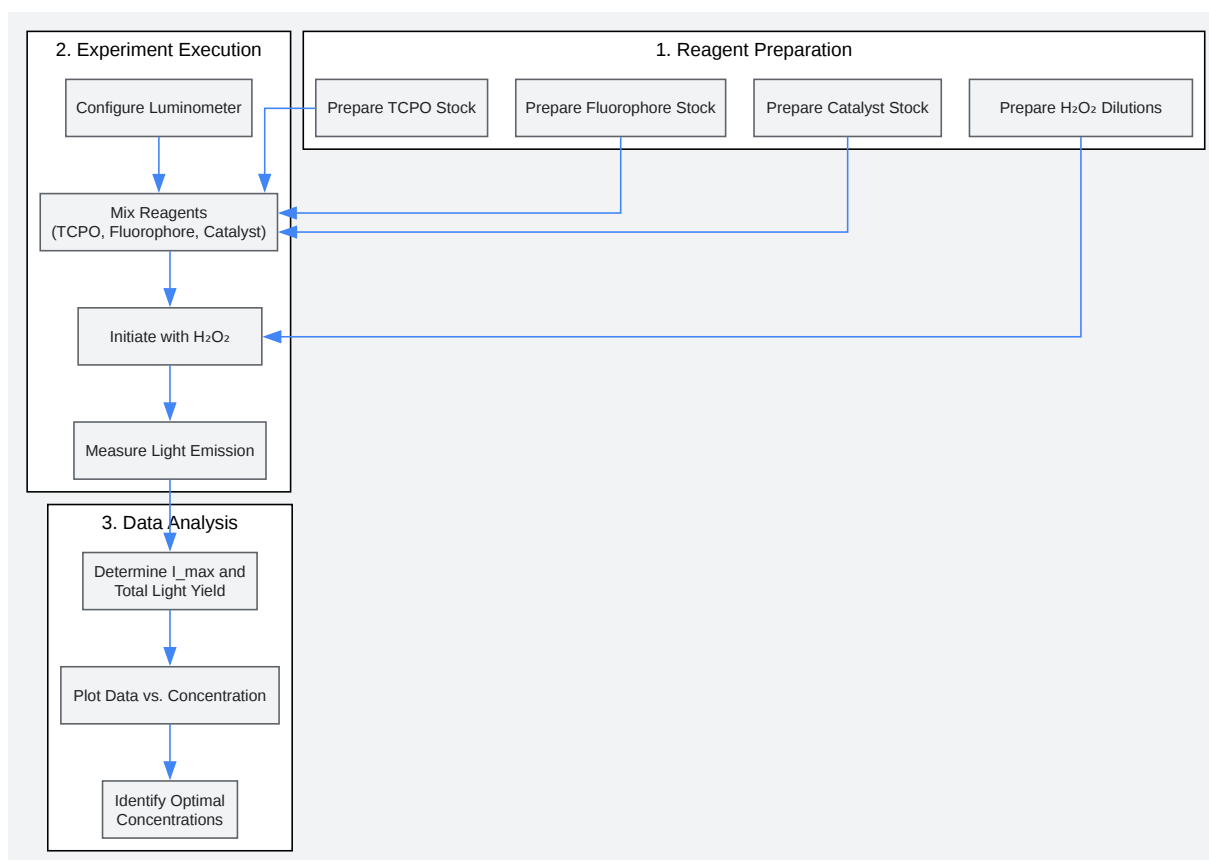 2. Experiment Execution
1. Reagent Preparation
Configure Luminometer
Prepare TCPO Stock
Prepare Fluorophore Stock
Prepare Catalyst Stock
Prepare H₂O₂ Dilutions
Mix Reagents
(TCPO, Fluorophore, Catalyst)
Initiate with H₂O₂
Measure Light Emission
3. Data Analysis
Determine I_max and
Total Light Yield
Plot Data vs. Concentration
Identify Optimal
Concentrations